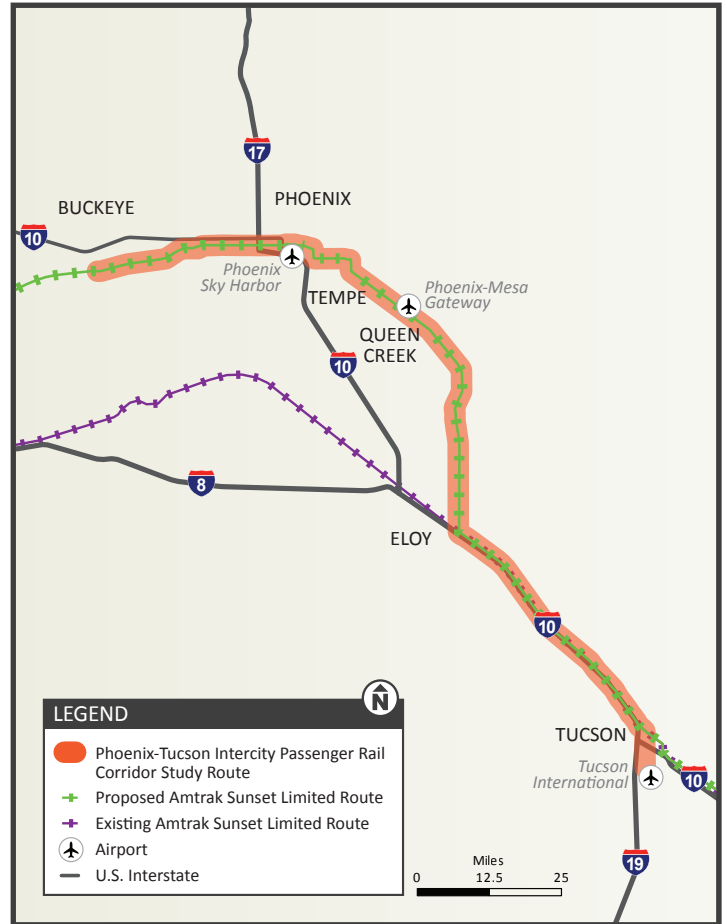 17
PHOENIX
BUCKEYE
10
Phoenix
Sky Harbor
Phoenix-Mesa
Gateway
TEMPE
QUEEN
CREEK
10
8
ELOY
10
N
LEGEND
Phoenix-Tucson Intercity Passenger Rail
Corridor Study Route
Proposed Amtrak Sunset Limited Route
Existing Amtrak Sunset Limited Route
Airport
U.S. Interstate
TUCSON
Tucson
International
10
Miles
0 12.5 25
19